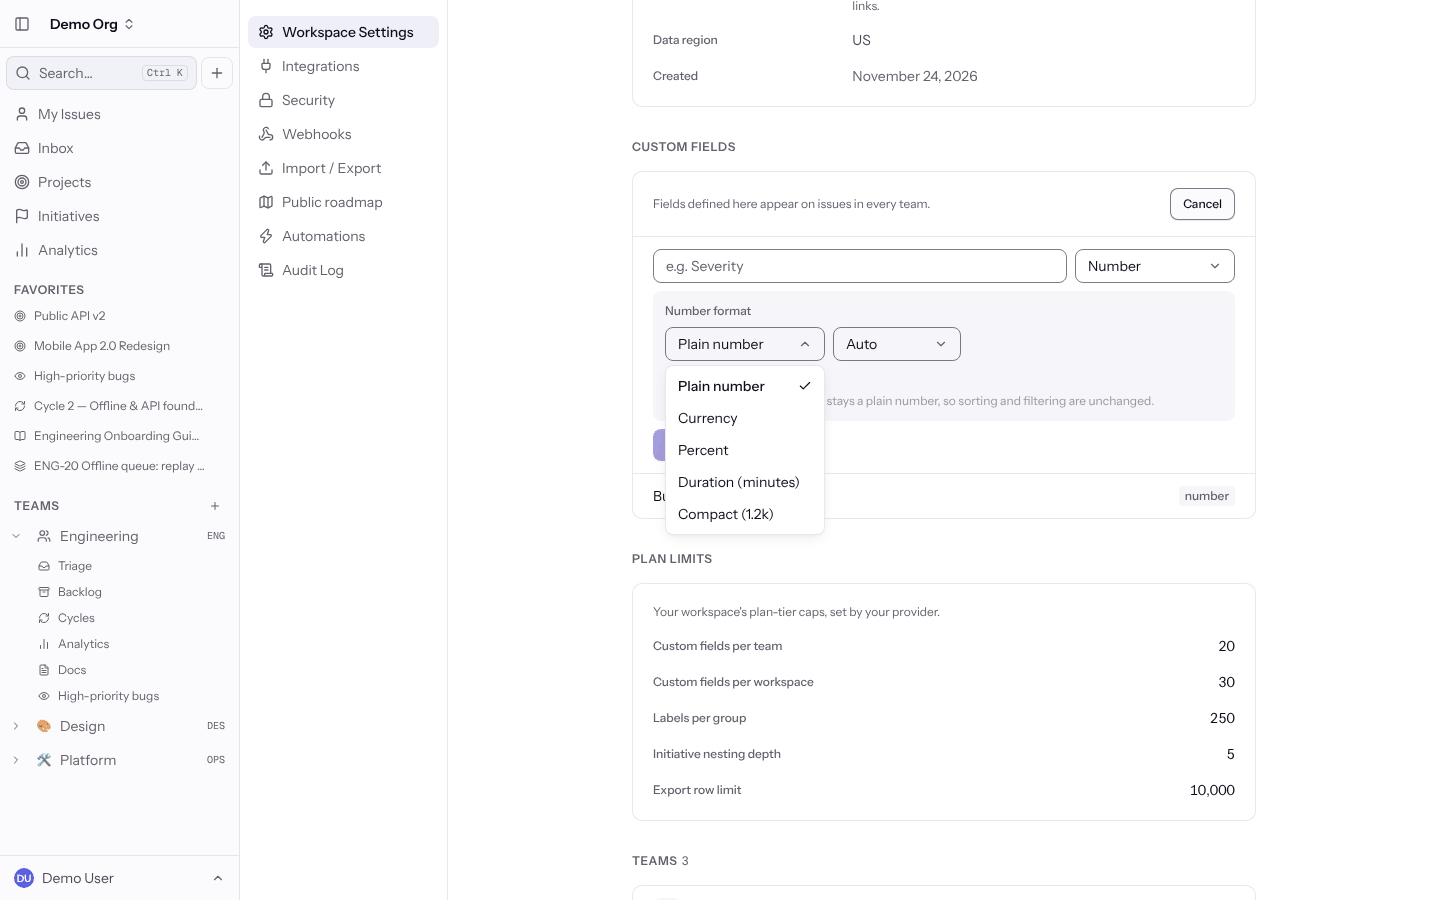 Demo Org
Search...
Ctrl K
My Issues
Inbox
Projects
Initiatives
Analytics
FAVORITES
Public API v2
Mobile App 2.0 Redesign
High-priority bugs
Cycle 2 — Offline & API found...
Engineering Onboarding Gui...
ENG-20 Offline queue: replay ...
TEAMS
Engineering ENG
Triage
Backlog
Cycles
Analytics
Docs
High-priority bugs
Design DES
Platform OPS
DU Demo User
Workspace Settings
Integrations
Security
Webhooks
Import / Export
Public roadmap
Automations
Audit Log
links.
Data region US
Created November 24, 2026
CUSTOM FIELDS
Fields defined here appear on issues in every team.
Cancel
e.g. Severity
Number
Number format
Plain number
Auto
Plain number
Currency
Percent
Duration (minutes)
Compact (1.2k)
stays a plain number, so sorting and filtering are unchanged.
number
PLAN LIMITS
Your workspace's plan-tier caps, set by your provider.
Custom fields per team 20
Custom fields per workspace 30
Labels per group 250
Initiative nesting depth 5
Export row limit 10,000
TEAMS 3